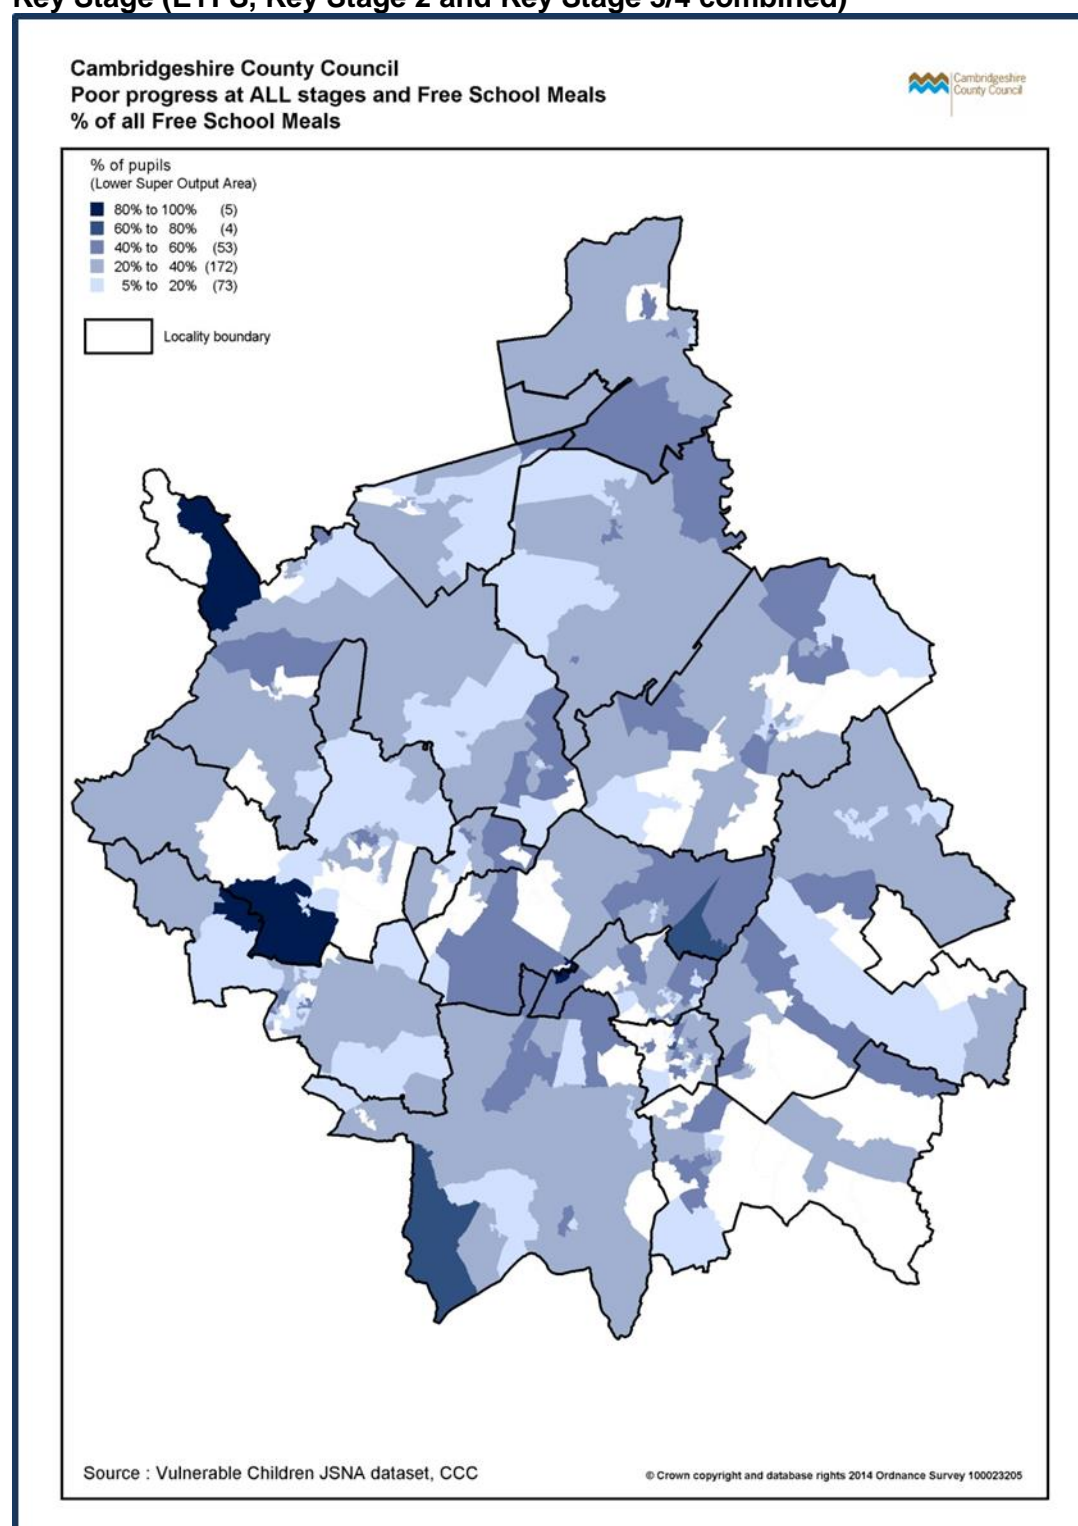 Key Stage (EYFS, Key Stage 2 and Key Stage 3/4 combined)
Cambridgeshire County Council
Poor progress at ALL stages and Free School Meals
% of all Free School Meals
Cambridgeshire
County Council
% of pupils
(Lower Super Output Area)
80% to 100% (5)
60% to 80% (4)
40% to 60% (53)
20% to 40% (172)
5% to 20% (73)
Locality boundary
Source : Vulnerable Children JSNA dataset, CCC
© Crown copyright and database rights 2014 Ordnance Survey 100023205